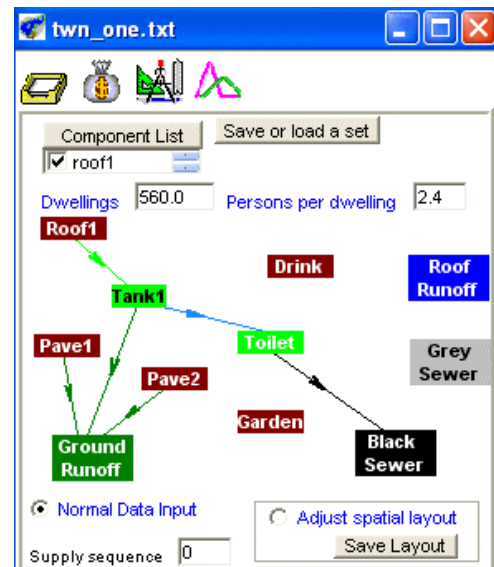 twn_one.txt
Component List
Save or load a set
roof1
Dwellings 560.0 Persons per dwelling 2.4
Roof1
Drink
Roof
Runoff
Tank1
Toilet
Pave1
Grey
Sewer
Pave2
Garden
Ground
Runoff
Black
Sewer
Normal Data Input
Adjust spatial layout
Supply sequence 0
Save Layout